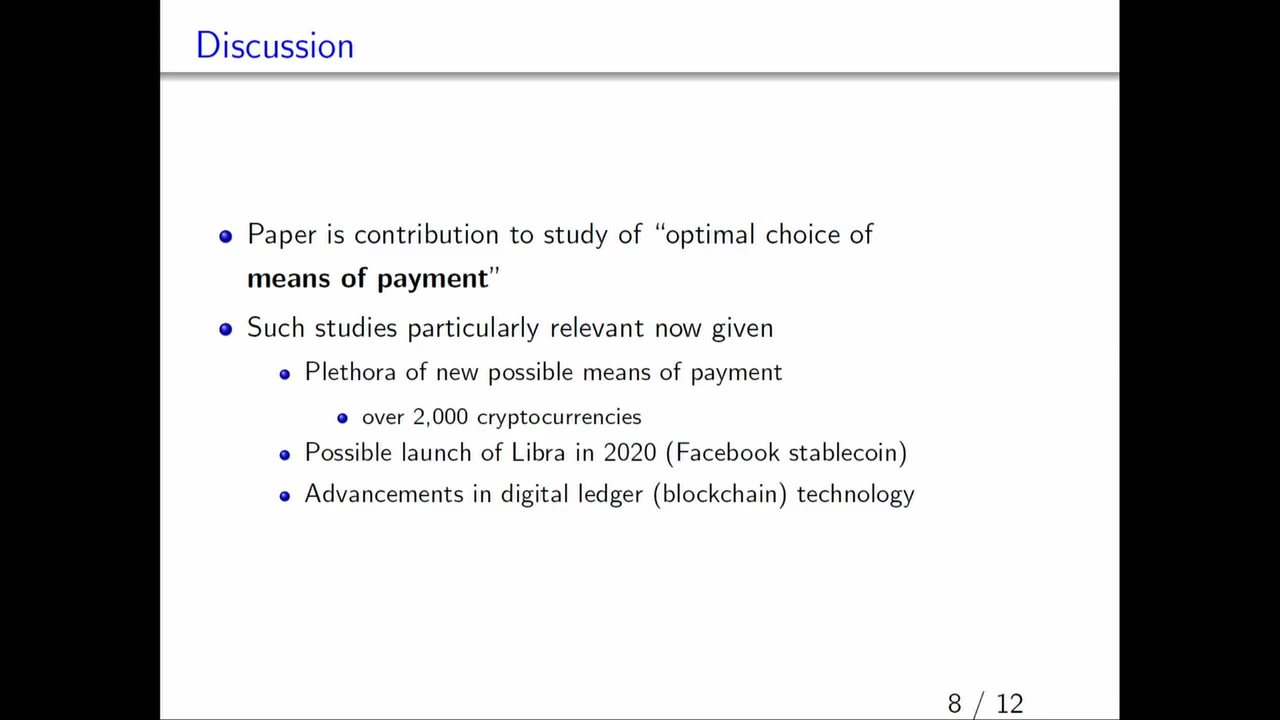 Discussion
Paper is contribution to study of “optimal choice of
means of payment”
Such studies particularly relevant now given
Plethora of new possible means of payment
over 2,000 cryptocurrencies
Possible launch of Libra in 2020 (Facebook stablecoin)
Advancements in digital ledger (blockchain) technology
8 / 12